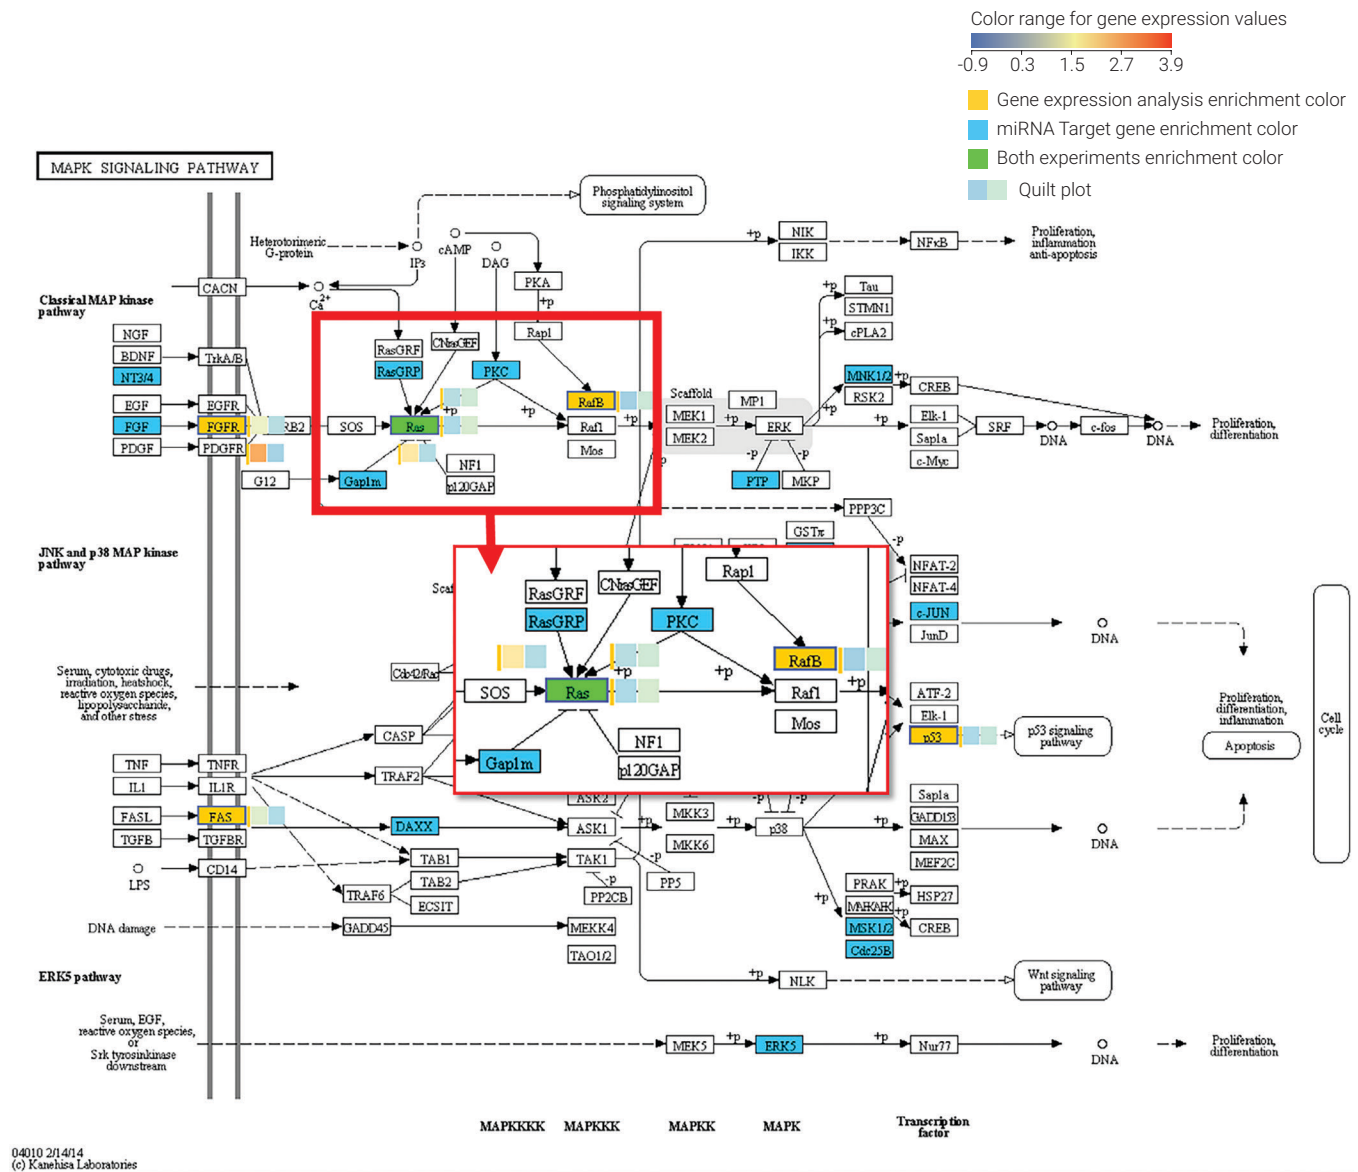 Color range for gene expression values
-0.9 0.3 1.5 2.7 3.9
Gene expression analysis enrichment color
miRNA Target gene enrichment color
Both experiments enrichment color
Quilt plot
MAPK SIGNALING PATHWAY
Phosphatidylinositol
signaling system
Heterotorimeric
G-protein
IP3
cAMP
DAG
PKA
+p
CACN
Ca2+
+p
NIK
IKK
NFκB
Proliferation,
inflammation
anti-apoptosis
Classical MAP kinase
pathway
NGF
BDNF
NT3/4
EGF
FGF
PDGF
TrkA/B
EGFR
FGFR
PDGFR
RB2
SOS
G12
RasGRF
RasGRP
CNrasGEF
PKC
Rap1
Ras
+p
+p
Gap1m
NF1
p120GAP
RafB
Raf1
Mos
+p
Scaffold
MEK1
MEK2
MP1
ERK
-p
-p
PTP
MKP
+p
+p
+p
+p
+p
Tau
STMN1
cPLA2
MNK1/2
RSK2
CREB
Elk-1
Sap1a
c-Myc
SRF
DNA
c-fos
DNA
Proliferation,
differentiation
p
PPP3C
-p
JNK and p38 MAP kinase
pathway
GSTπ
NFAT-2
NFAT-4
c-JUN
JunD
DNA
Scaf
RasGRF
RasGRP
CNrasGEF
PKC
Rap1
SOS
Ras
+p
+p
RafB
Raf1
Mos
+p
NF1
p120GAP
Gap1m
Serum, cytotoxic drugs,
irradiation, heatshock,
reactive oxygen species,
lipopolysaccharide,
and other stress
Cdc42/Rac
ATF-2
Elk-1
p53
p53 signaling
pathway
Proliferation,
differentiation,
inflammation
Apoptosis
Cell
cycle
CASP
TRAF2
TNF
IL1
FASL
TGFB
LPS
TNFR
IL1R
FAS
TGFBR
CD14
DAXX
TAB1
TAB2
ECSIT
TRAF6
ASK2
ASK1
TAK1
-p
-p
PP2CB
PP5
+p
MKK3
MKK6
+p
-p
-p
p38
+p
+p
Sap1a
GADD153
MAX
MEF2C
DNA
PRAK
+p
HSP27
MAPKAPK
+p
MSK1/2
CREB
Cdc25B
DNA damage
GADD45
MEKK4
TAO1/2
ERK5 pathway
+p
NLK
Wnt signaling
pathway
Serum, EGF,
reactive oxygen species,
or
Srk tyrosinkinase
downstream
MEK5
+p
ERK5
+p
Nur77
DNA
Proliferation,
differentiation
MAPKKKK
MAPKKK
MAPKK
MAPK
Transcription
factor
04010 2/14/14
(c) Kanehisa Laboratories